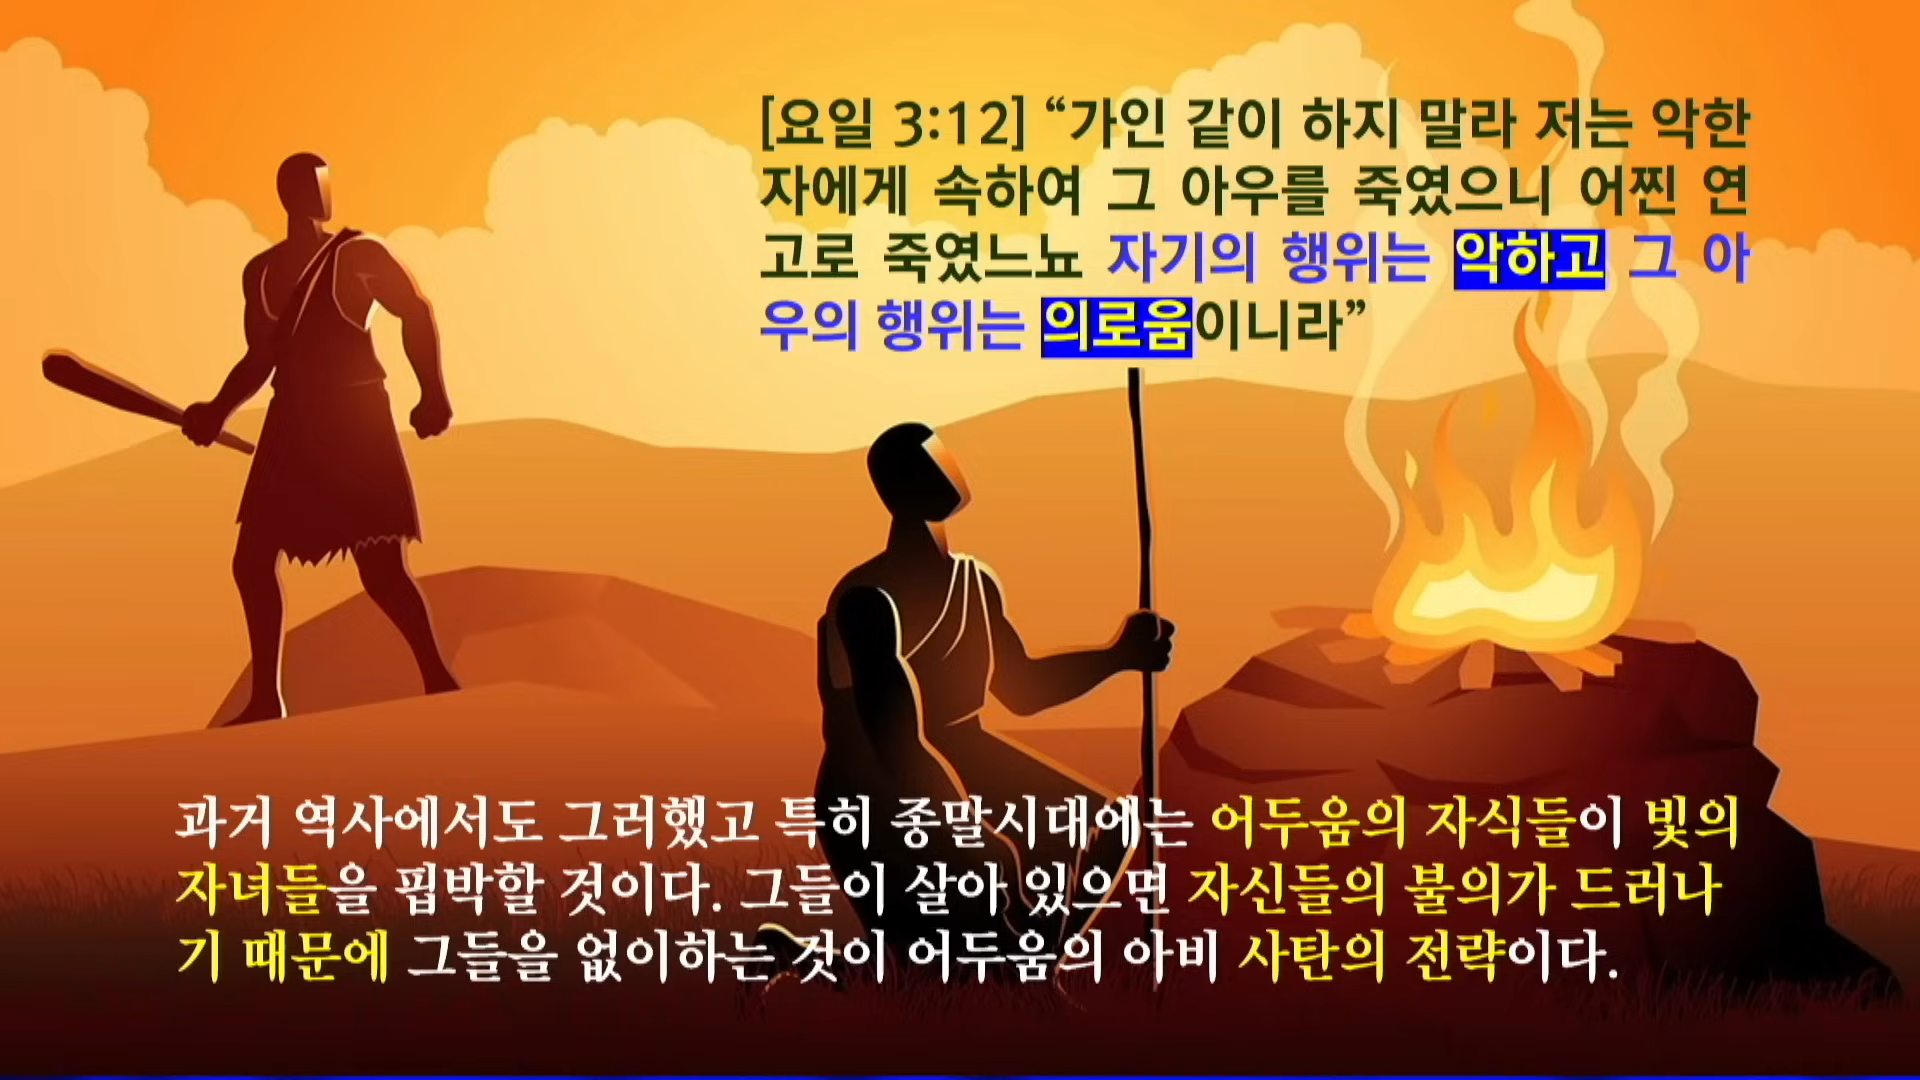 [요일 3:12] “가인 같이 하지 말라 저는 악한
자에게 속하여 그 아우를 죽였으니 어찐 연
고로 죽였느뇨 자기의 행위는 악하고 그 아
우의 행위는 의로움이니라”
과거 역사에서도 그러했고 특히 종말시대에는 어두움의 자식들이 빛의
자녀들을 핍박할 것이다. 그들이 살아 있으면 자신들의 불의가 드러나
기 때문에 그들을 없이하는 것이 어두움의 아비 사탄의 전략이다.